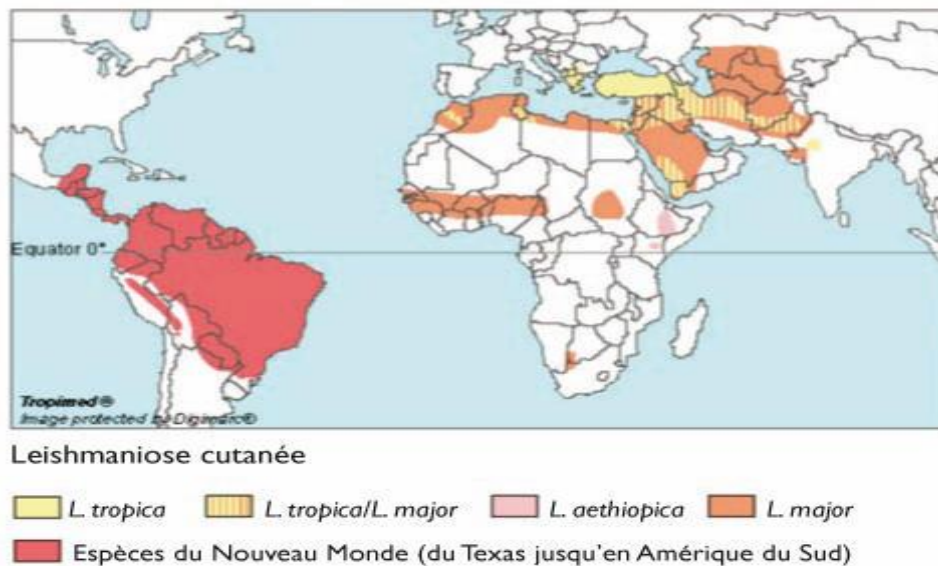 Equator 0°
Tropimed ®
Image protected by Digimarc©
Leishmaniose cutanée
L. tropica
L. tropica/L. major
L. aethiopica
L. major
Espèces du Nouveau Monde (du Texas jusqu'en Amérique du Sud)